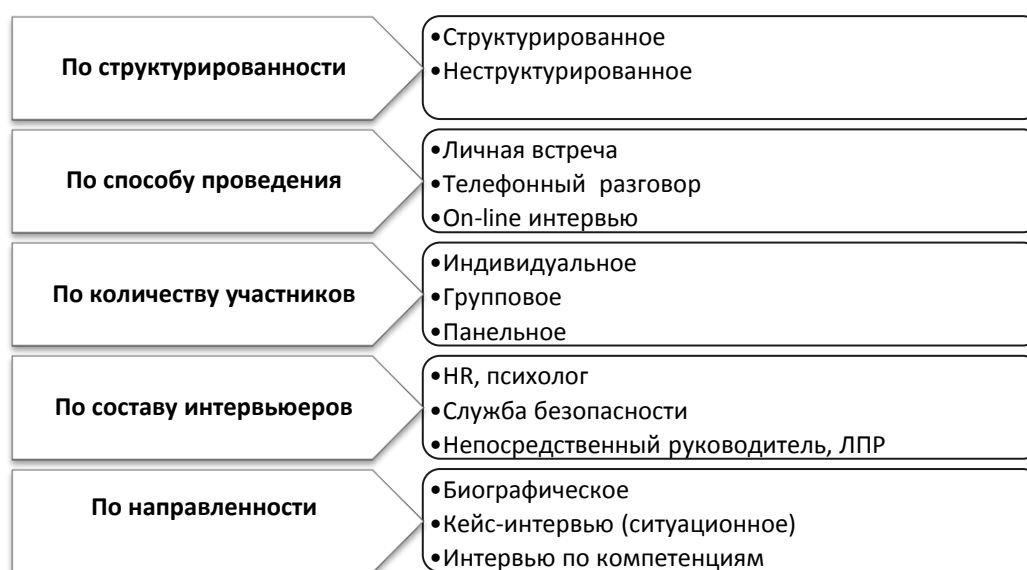 По структурированности
•Структурированное
•Неструктурированное
По способу проведения
•Личная встреча
•Телефонный разговор
•On-line интервью
По количеству участников
•Индивидуальное
•Групповое
•Панельное
По составу интервьюеров
•HR, психолог
•Служба безопасности
•Непосредственный руководитель, ЛПР
По направленности
•Биографическое
•Кейс-интервью (ситуационное)
•Интервью по компетенциям